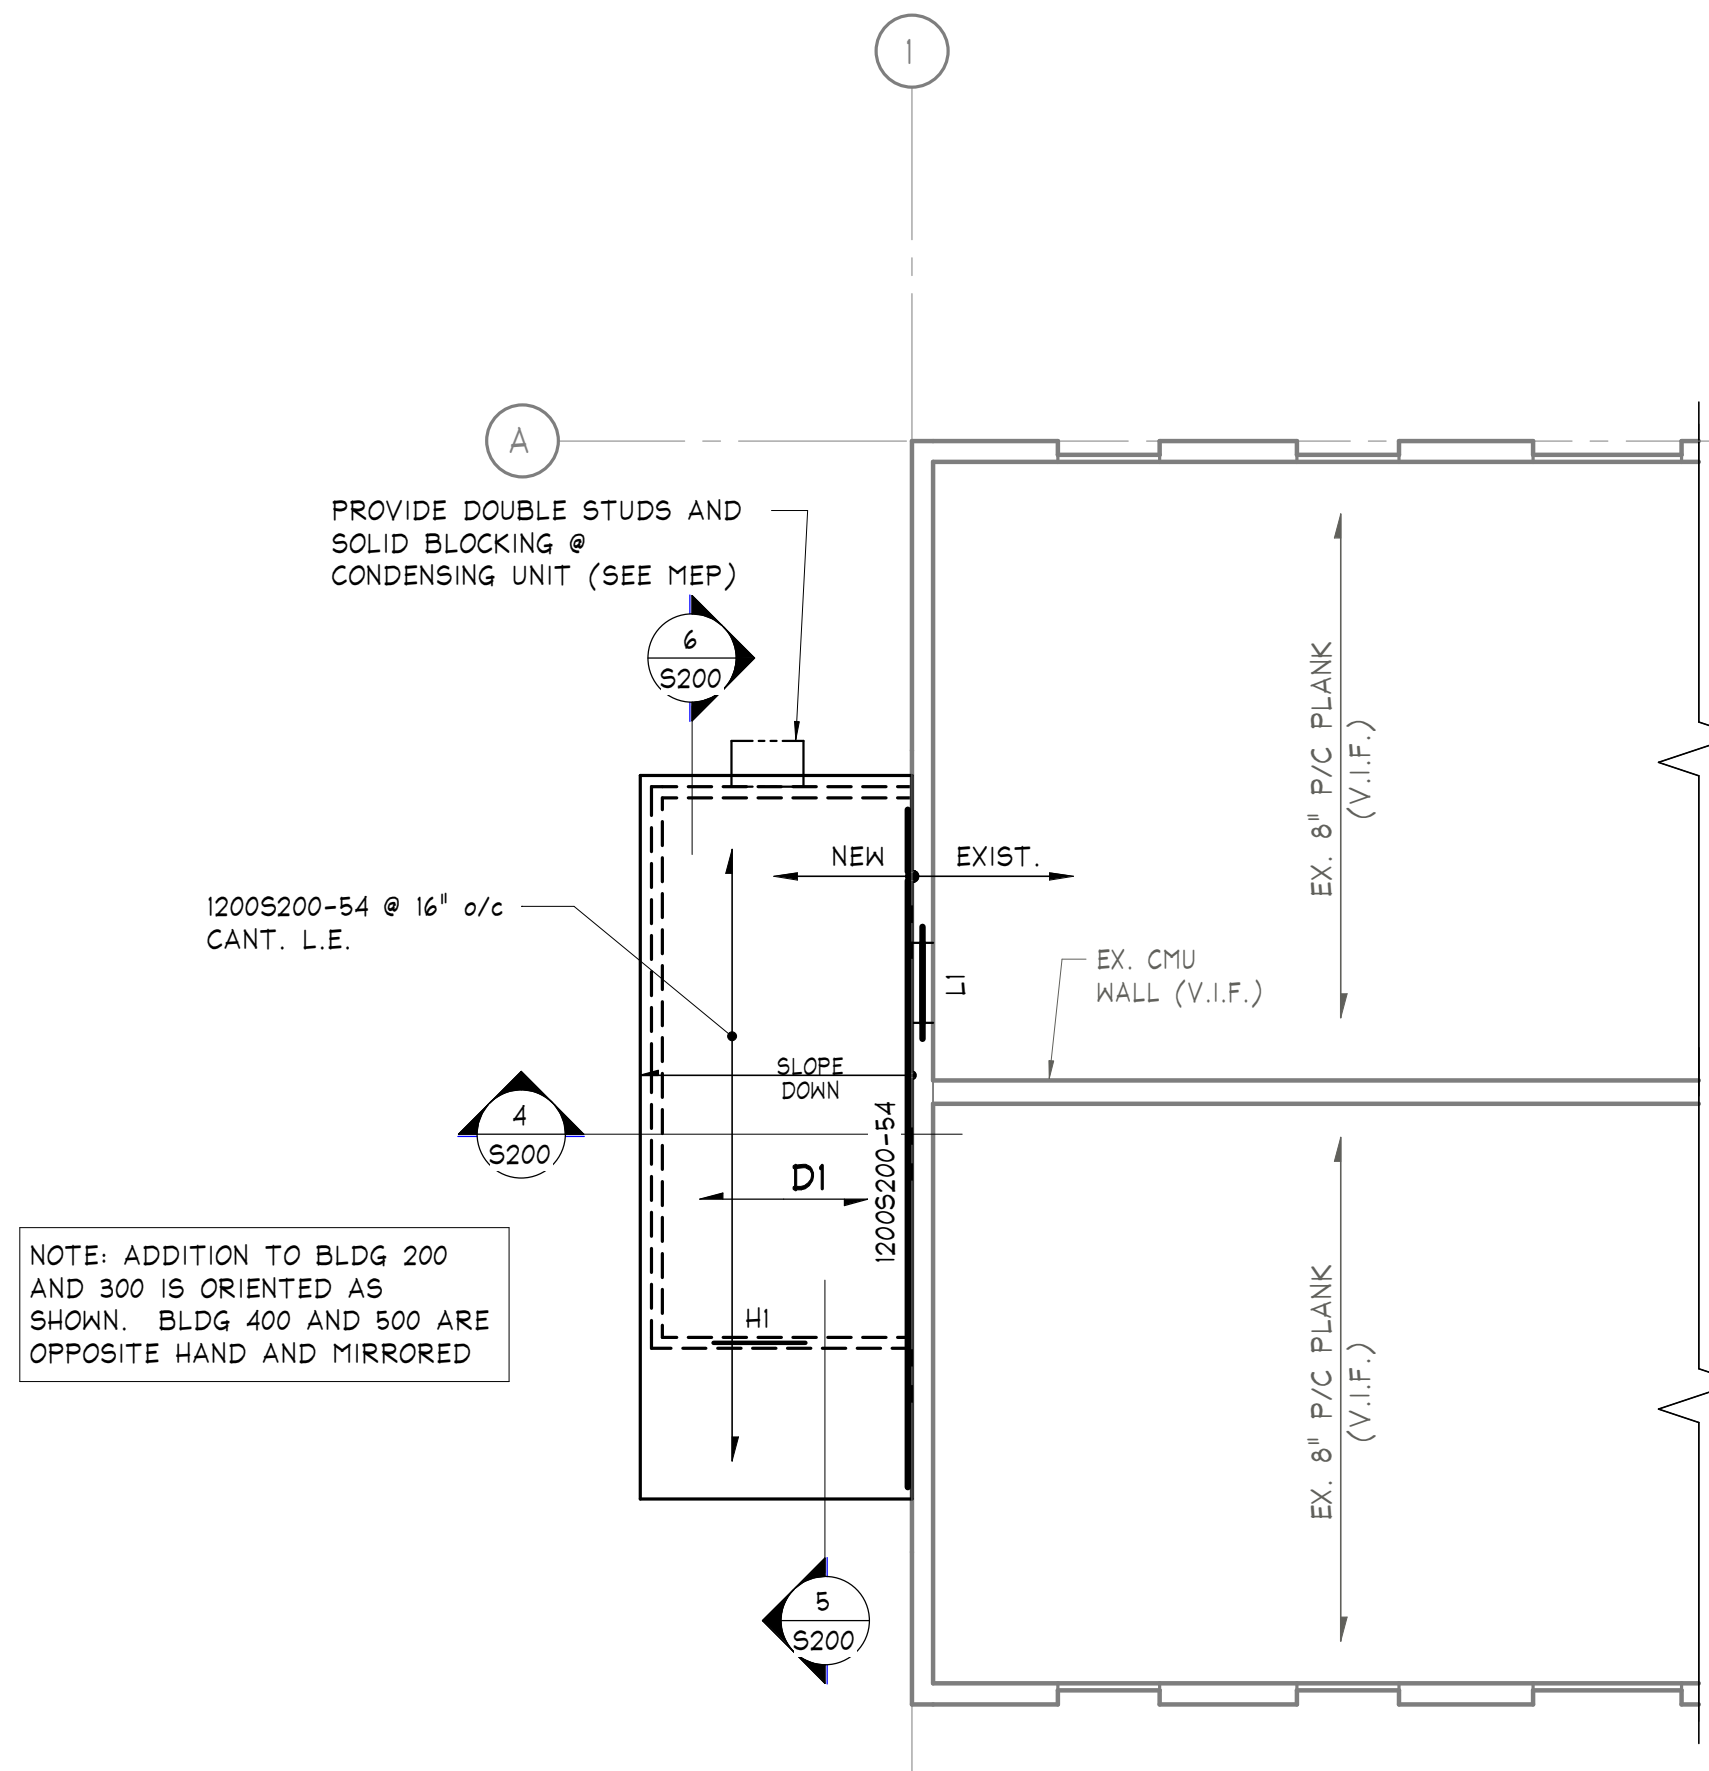 1
A
PROVIDE DOUBLE STUDS AND
SOLID BLOCKING @
CONDENSING UNIT (SEE MEP)
6
S200
EX. 8" P/C PLANK
(V.I.F.)
NEW
EXIST.
1200S200-54 @ 16" o/c
CANT. L.E.
L1
EX. CMU
WALL (V.I.F.)
SLOPE
DOWN
4
S200
1200S200-54
D1
NOTE: ADDITION TO BLDG 200
AND 300 IS ORIENTED AS
SHOWN. BLDG 400 AND 500 ARE
OPPOSITE HAND AND MIRRORED
H1
EX. 8" P/C PLANK
(V.I.F.)
5
S200